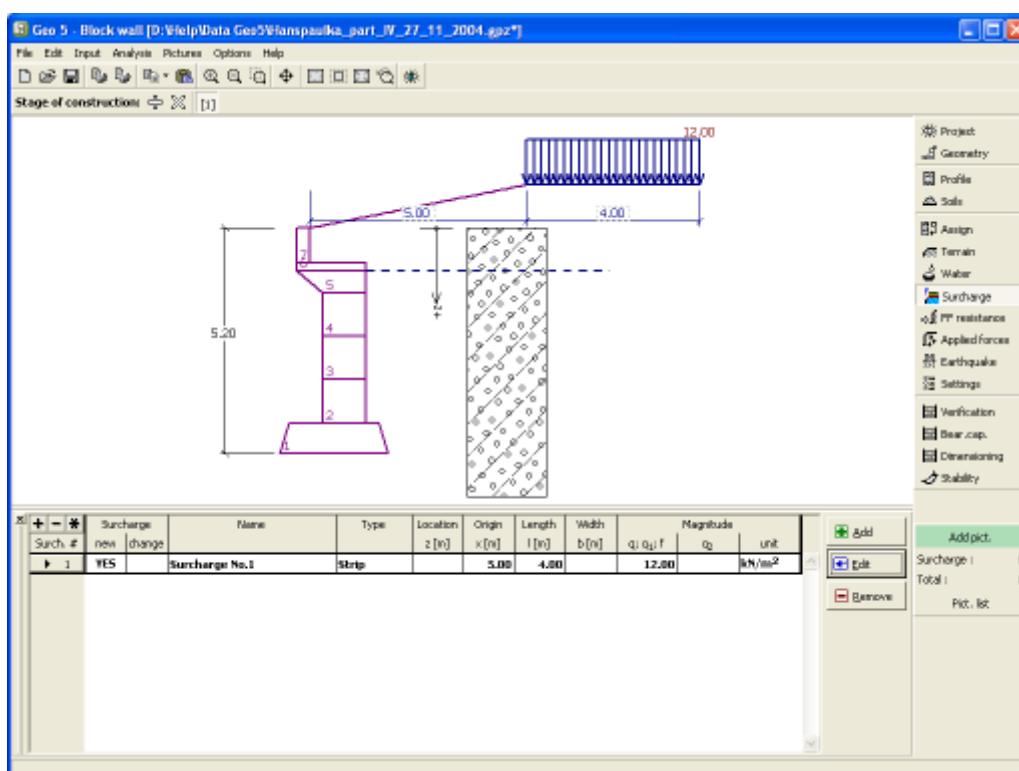 Geo 5 - Block wall [D:\Help\Data Geo5\Hanspaulka_part_IV_27_11_2004.gpz*]
File Edit Input Analysis Pictures Options Help
Stage of construction: [1]
12.00
5.00 4.00
5.20
+z
5
4
3
2
1
Project
Geometry
Profile
Soils
Assign
Terrain
Water
Surcharge
FF resistance
Applied forces
Earthquake
Settings
Verification
Bear.cap.
Dimensioning
Stability
Surcharge Name Type Location Origin Length Width Magnitude
Surch. # new change z [m] x [m] l [m] b [m] q; q1; f q2 unit
1 YES Surcharge No.1 Strip 5.00 4.00 12.00 kN/m²
Add
Edit
Remove
Add pict.
Surcharge :
Total :
Pict. list